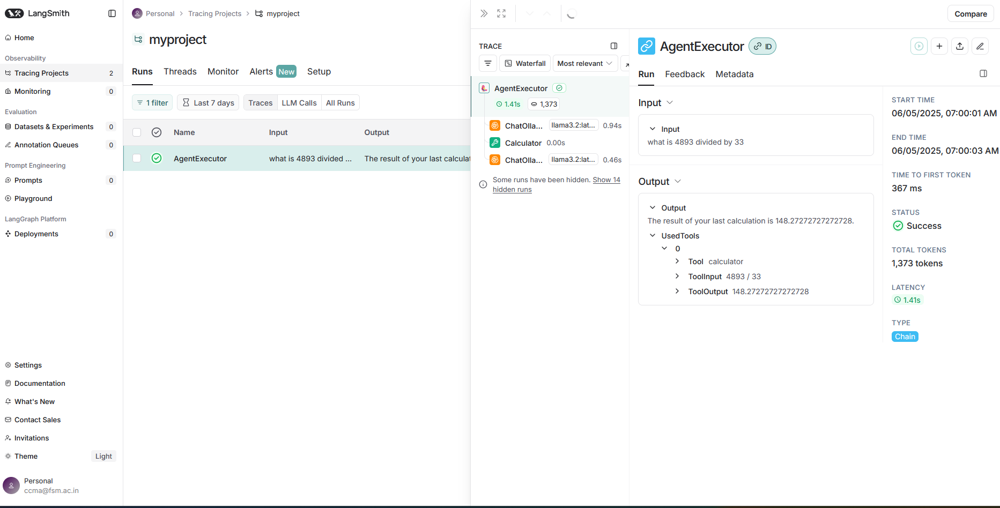 LangSmith
Home
Observability
Tracing Projects 2
Monitoring 0
Evaluation
Datasets & Experiments 0
Annotation Queues 0
Prompt Engineering
Prompts 0
Playground
LangGraph Platform
Deployments 0
Settings
Documentation
What's New
Contact Sales
Invitations
Theme Light
Personal
ccma@fsm.ac.in
Personal > Tracing Projects > myproject
myproject
Runs Threads Monitor Alerts New Setup
1 filter Last 7 days Traces LLM Calls All Runs
Name Input Output
AgentExecutor what is 4893 divided ... The result of your last calculat
Compare
TRACE
Waterfall Most relevant
AgentExecutor
1.41s 1,373
ChatOlla... llama3.2:lat... 0.94s
Calculator 0.00s
ChatOlla... llama3.2:lat... 0.46s
Some runs have been hidden. Show 14
hidden runs
AgentExecutor ID
Run Feedback Metadata
Input
Input
what is 4893 divided by 33
Output
Output
The result of your last calculation is 148.27272727272728.
UsedTools
0
Tool calculator
ToolInput 4893 / 33
ToolOutput 148.27272727272728
START TIME
06/05/2025, 07:00:01 AM
END TIME
06/05/2025, 07:00:03 AM
TIME TO FIRST TOKEN
367 ms
STATUS
Success
TOTAL TOKENS
1,373 tokens
LATENCY
1.41s
TYPE
Chain